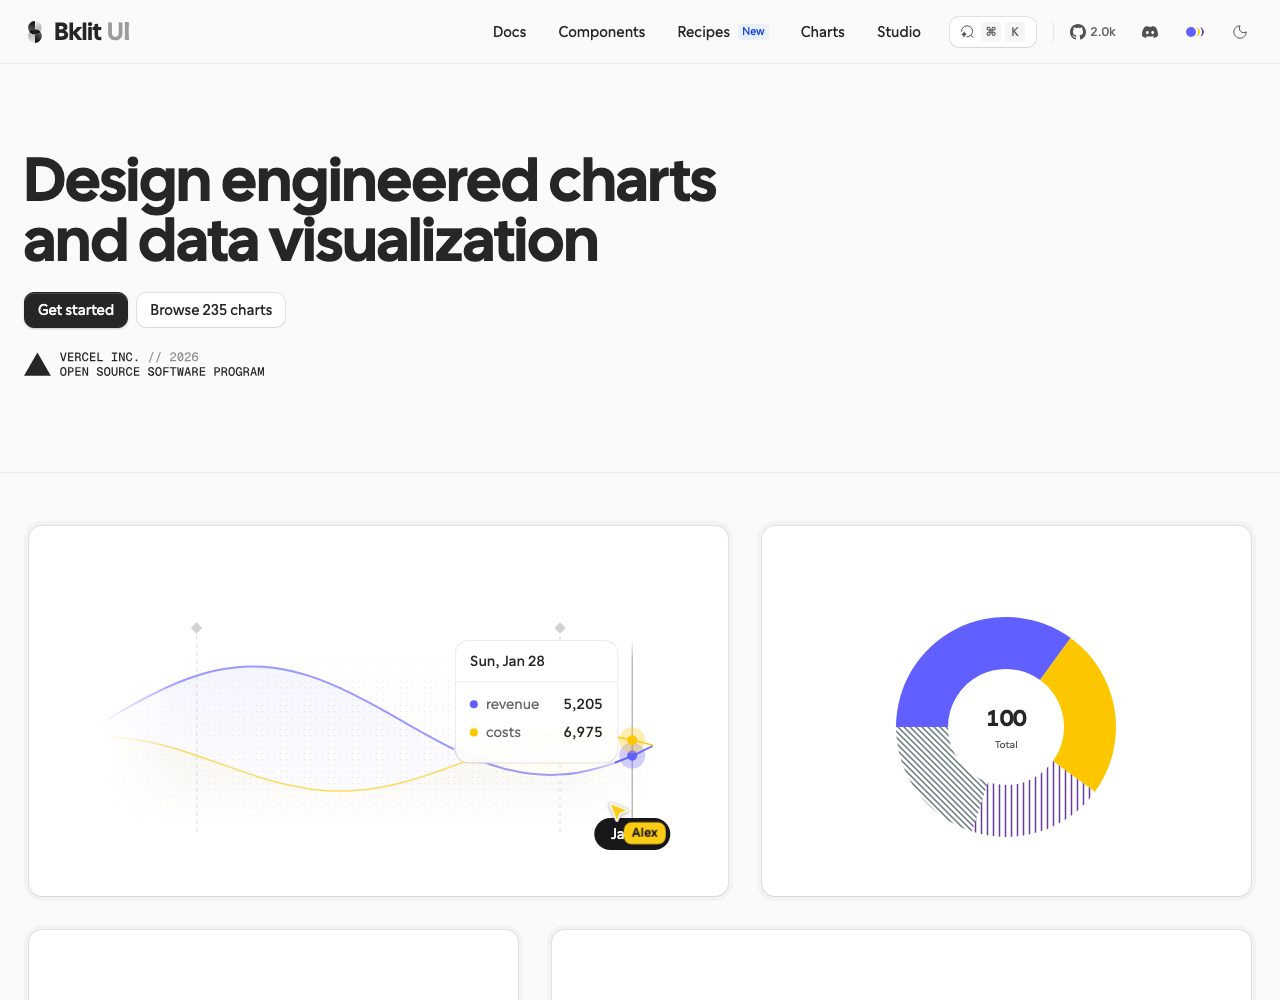 Bklit UI
Docs
Components
Recipes New
Charts
Studio
⌘ K
2.0k
Design engineered charts
and data visualization
Get started
Browse 235 charts
VERCEL INC. // 2026
OPEN SOURCE SOFTWARE PROGRAM
Sun, Jan 28
revenue 5,205
costs 6,975
Alex
100
Total